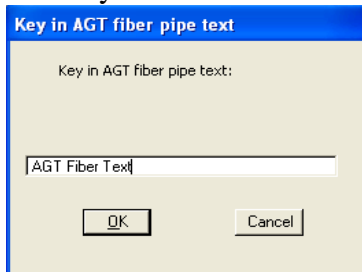 Key in AGT fiber pipe text
Key in AGT fiber pipe text:
AGT Fiber Text
OK Cancel